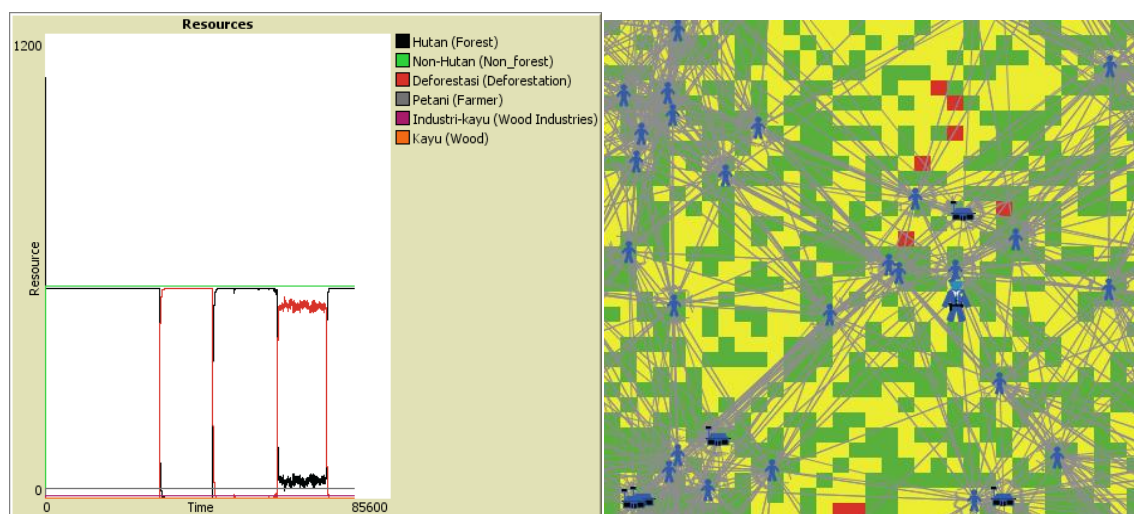 Resources
1200
Hutan (Forest)
Non-Hutan (Non_forest)
Deforestasi (Deforestation)
Petani (Farmer)
Industri-kayu (Wood Industries)
Kayu (Wood)
Resource
0
0
Time
85600